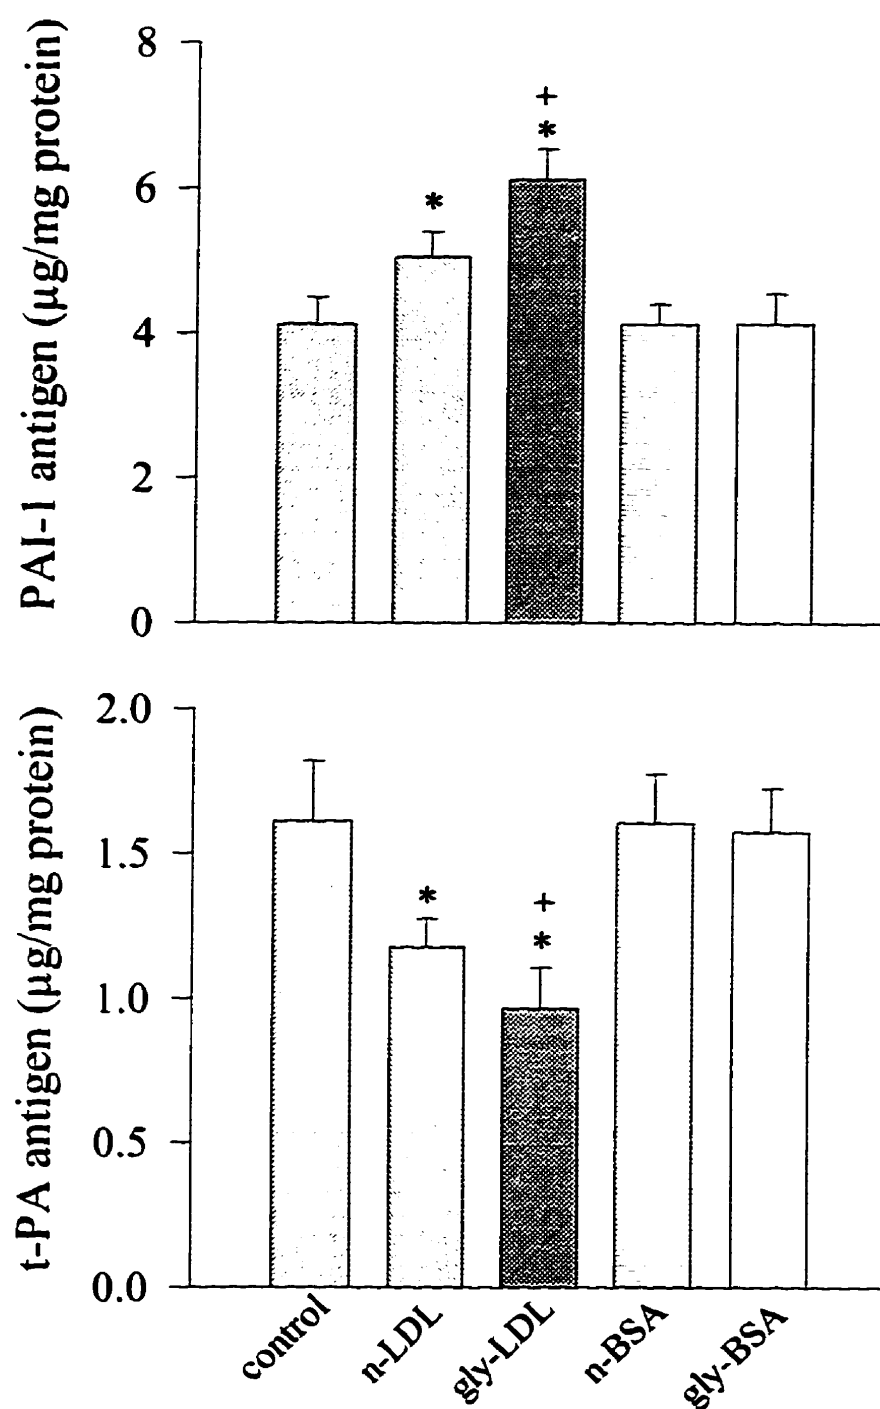 PAI-1 antigen (µg/mg protein)
8
6
4
2
0
*
+
*
t-PA antigen (µg/mg protein)
2.0
1.5
1.0
0.5
0.0
*
+
*
control
n-LDL
gly-LDL
n-BSA
gly-BSA